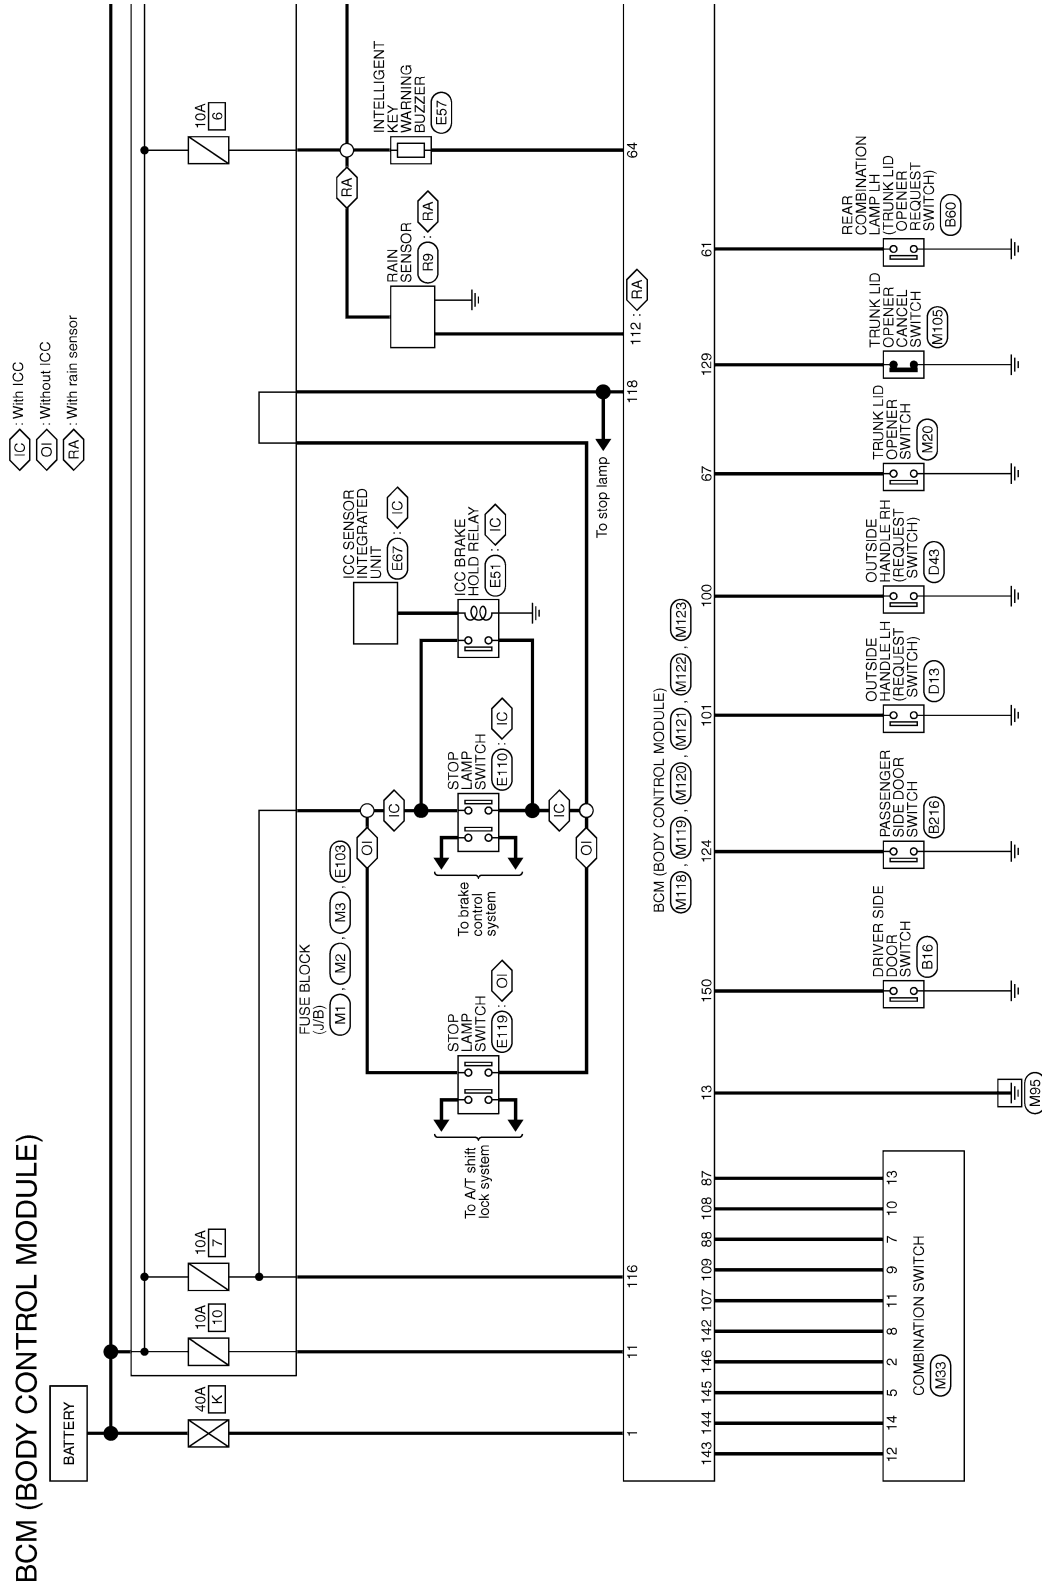 BCM (BODY CONTROL MODULE)
IC : With ICC
OI : Without ICC
RA : With rain sensor
BATTERY
40A
K
10A
10
10A
7
10A
6
FUSE BLOCK
(J/B)
M1 , M2 , M3 , E103
STOP
LAMP
SWITCH
E119 : OI
To A/T shift
lock system
OI
IC
STOP
LAMP
SWITCH
E110 : IC
To brake
control
system
IC
OI
ICC SENSOR
INTEGRATED
UNIT
E67 : IC
ICC BRAKE
HOLD RELAY
E51 : IC
To stop lamp
RA
RAIN
SENSOR
R9 : RA
INTELLIGENT
KEY
WARNING
BUZZER
E57
1
11
116
118
112 : RA
64
BCM (BODY CONTROL MODULE)
M118 , M119 , M120 , M121 , M122 , M123
143
144
145
146
142
107
109
88
108
87
13
150
124
101
100
67
129
61
12
14
5
2
8
11
9
7
10
13
COMBINATION SWITCH
M33
M95
DRIVER SIDE
DOOR
SWITCH
B16
PASSENGER
SIDE DOOR
SWITCH
B216
OUTSIDE
HANDLE LH
(REQUEST
SWITCH)
D13
OUTSIDE
HANDLE RH
(REQUEST
SWITCH)
D43
TRUNK LID
OPENER
SWITCH
M20
TRUNK LID
OPENER
CANCEL
SWITCH
M105
REAR
COMBINATION
LAMP LH
(TRUNK LID
OPENER
REQUEST
SWITCH)
B60